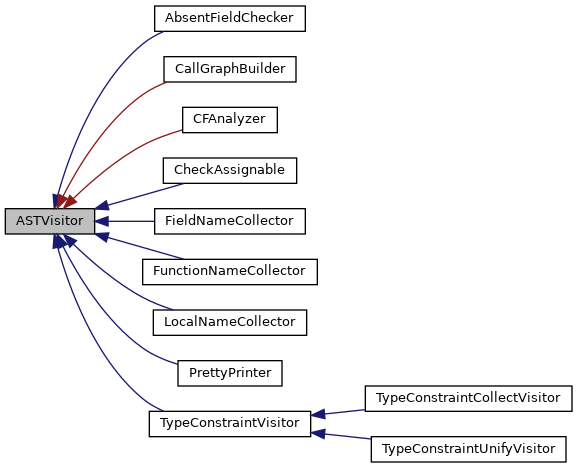 AbsentFieldChecker
CallGraphBuilder
CFAnalyzer
CheckAssignable
ASTVisitor
FieldNameCollector
FunctionNameCollector
LocalNameCollector
PrettyPrinter
TypeConstraintVisitor
TypeConstraintCollectVisitor
TypeConstraintUnifyVisitor